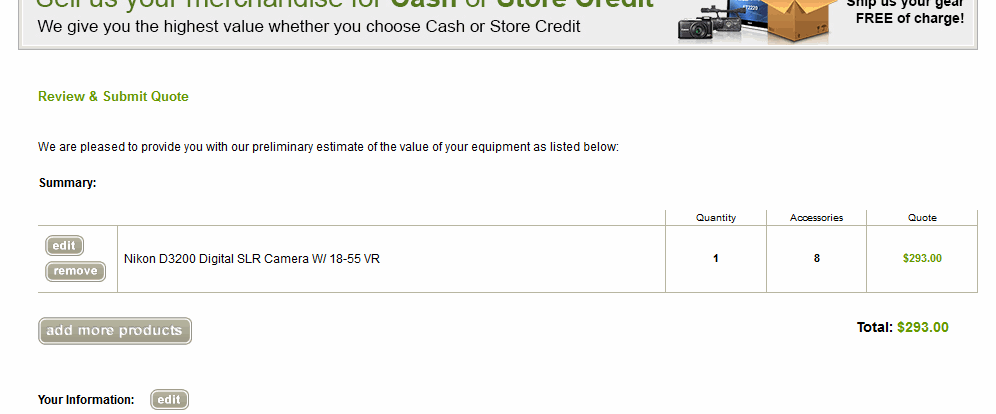 Sell us your merchandise for Cash or Store Credit
We give you the highest value whether you choose Cash or Store Credit
Ship us your gear
FREE of charge!
Review & Submit Quote
We are pleased to provide you with our preliminary estimate of the value of your equipment as listed below:
Summary:
Quantity Accessories Quote
edit
remove
Nikon D3200 Digital SLR Camera W/ 18-55 VR 1 8 $293.00
add more products
Total: $293.00
Your Information: edit